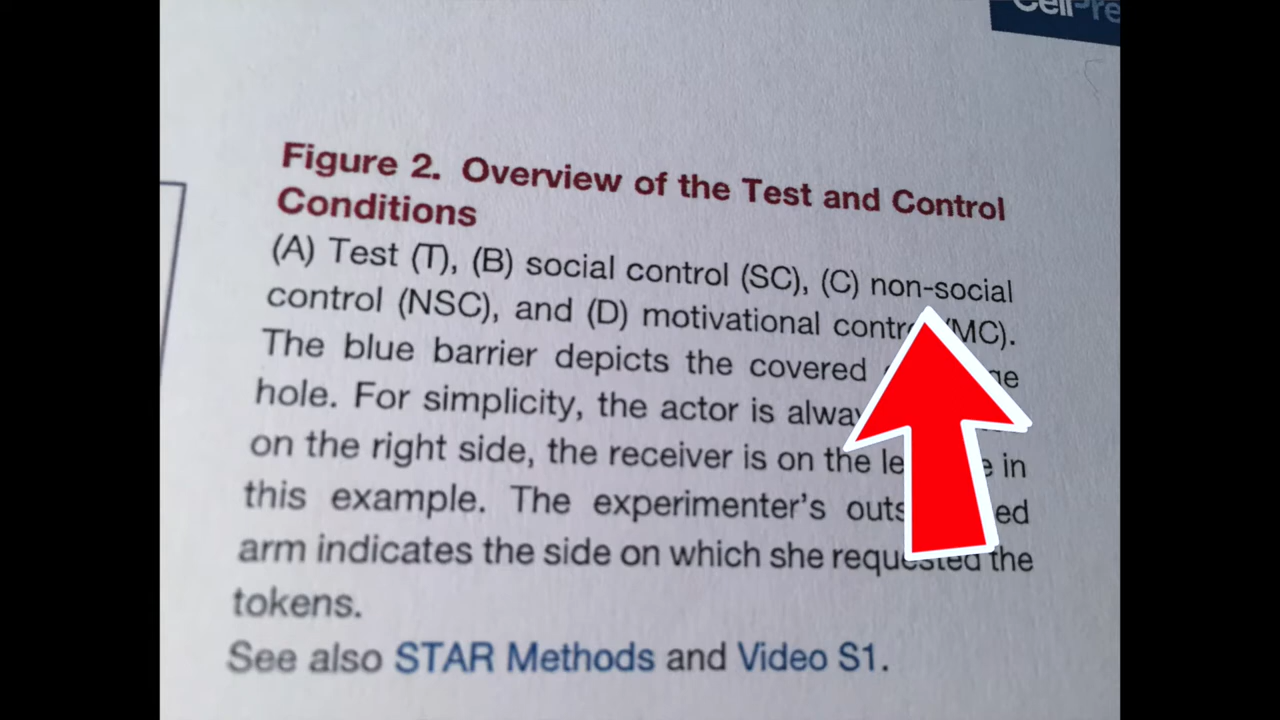 Figure 2. Overview of the Test and Control
Conditions
(A) Test (T), (B) social control (SC), (C) non-social
control (NSC), and (D) motivational (MC).
The blue barrier depicts the covered
hole. For simplicity, the actor is
on the right side, the receiver is on the in
this example. The experimenter's
arm indicates the side on which she requested the
tokens.
See also STAR Methods and Video S1.